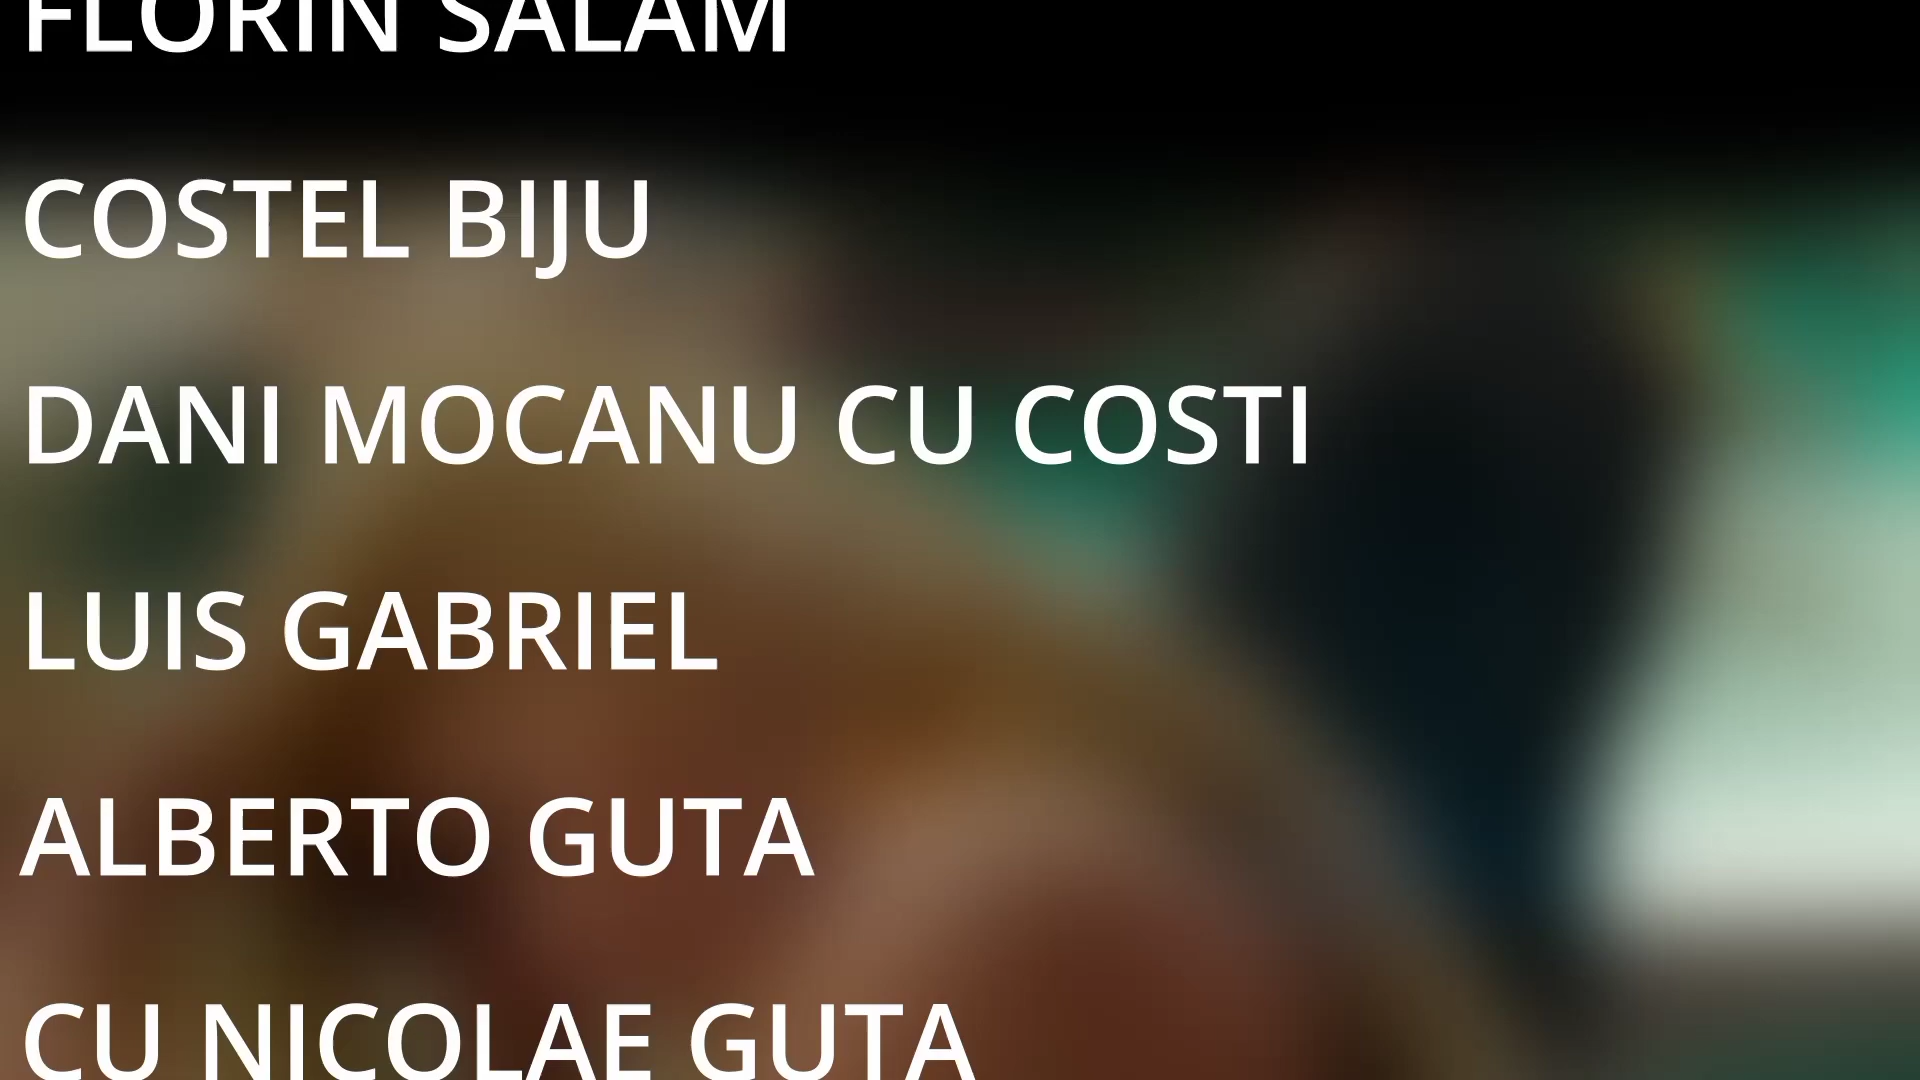 FLORIN SALAM
COSTEL BIJU
DANI MOCANU CU COSTI
LUIS GABRIEL
ALBERTO GUTA
CU NICOLAE GUTA